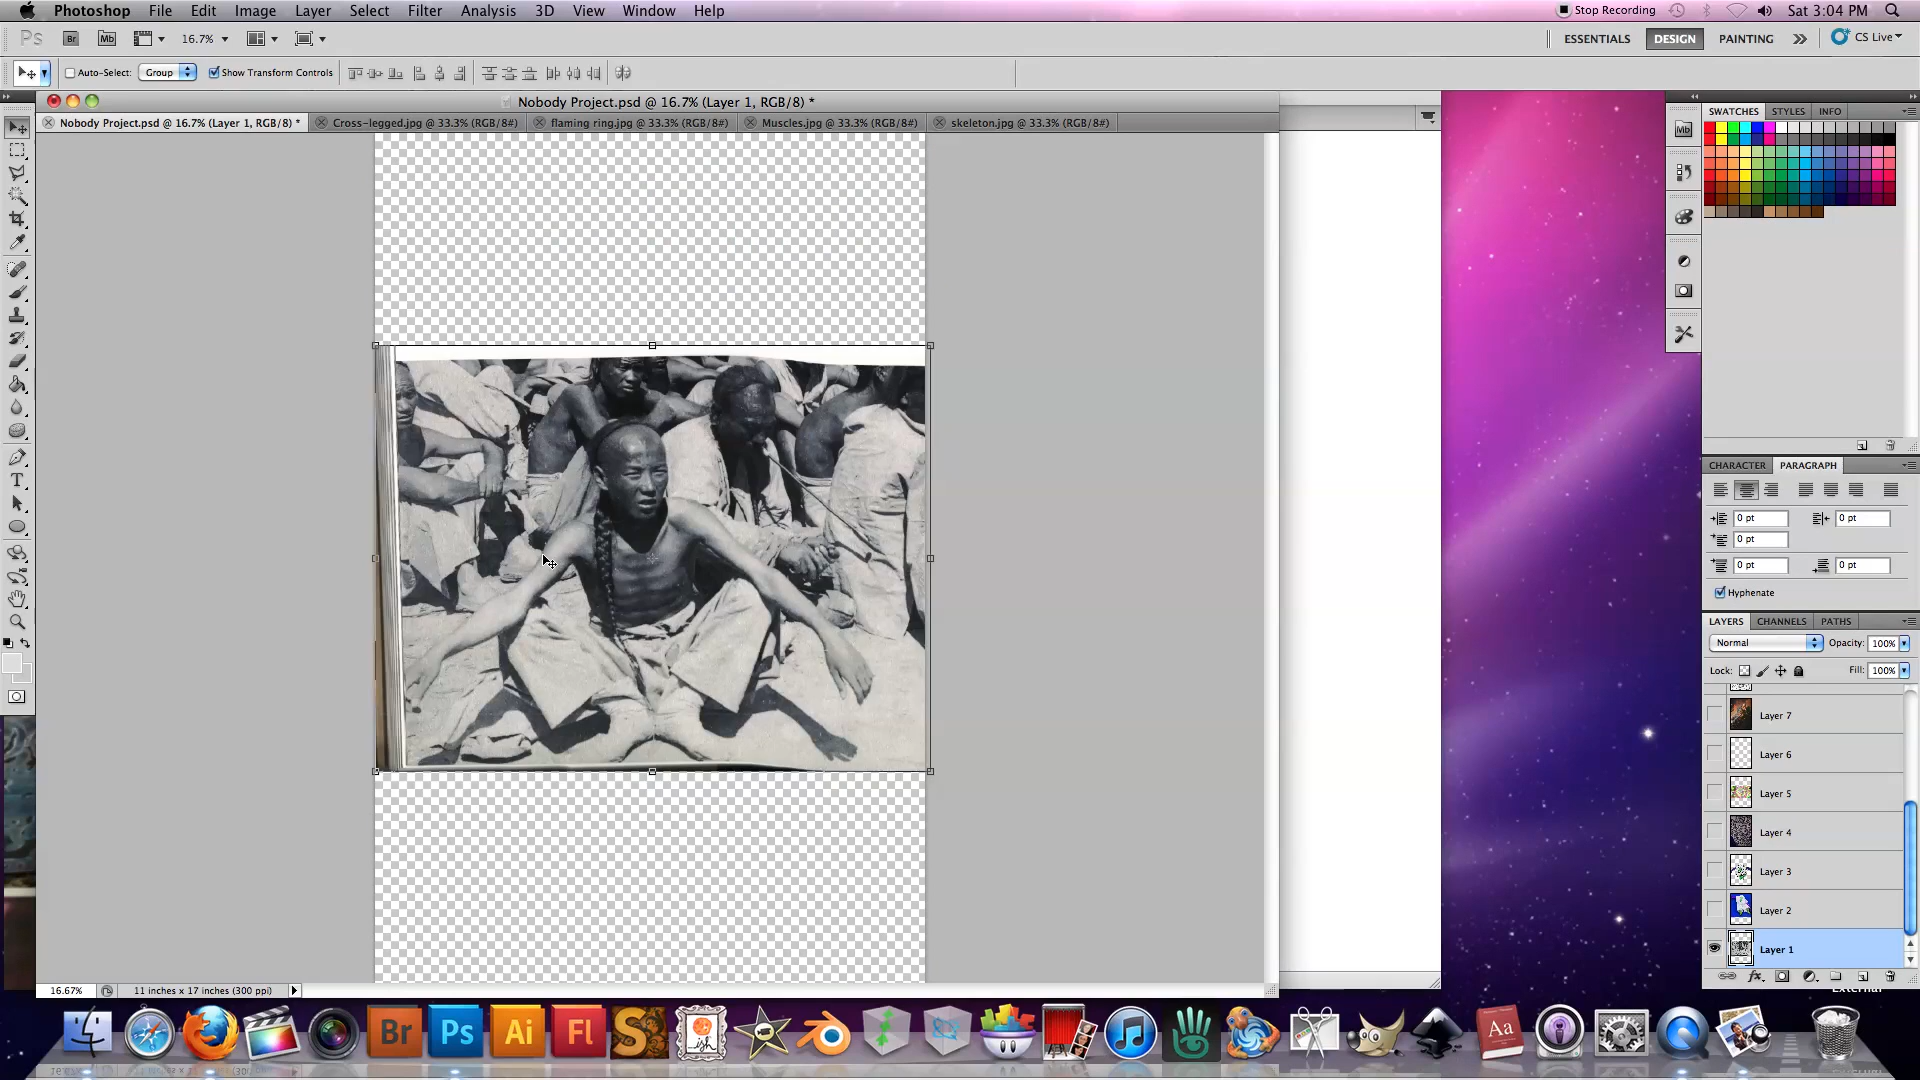 Photoshop File Edit Image Layer Select Filter Analysis 3D View Window Help Stop Recording Sat 3:04 PM
Ps Br Mb 16.7% ESSENTIALS DESIGN PAINTING CS Live
Auto-Select: Group Show Transform Controls
Nobody Project.psd @ 16.7% (Layer 1, RGB/8) *
Nobody Project.psd @ 16.7% (Layer 1, RGB/8) * Cross-legged.jpg @ 33.3% (RGB/8#) flaming ring.jpg @ 33.3% (RGB/8#) Muscles.jpg @ 33.3% (RGB/8#) skeleton.jpg @ 33.3% (RGB/8#)
SWATCHES STYLES INFO
Mb
CHARACTER PARAGRAPH
0 pt 0 pt
0 pt
0 pt 0 pt
Hyphenate
LAYERS CHANNELS PATHS
Normal Opacity: 100%
Lock: Fill: 100%
Layer 7
Layer 6
Layer 5
Layer 4
Layer 3
Layer 2
Layer 1
16.67% 11 inches x 17 inches (300 ppi)
Br Ps Ai Fl S ish Aa